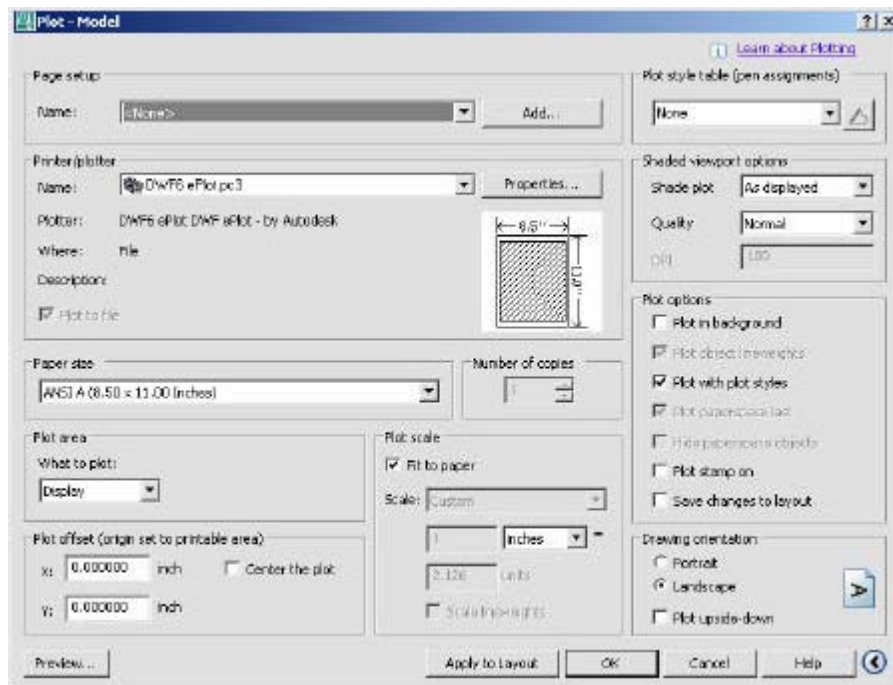 Plot - Model
Learn about Plotting
Page setup
Name: <None> Add...
Plot style table (pen assignments)
None
Printer/plotter
Name: DWF6 ePlot.pc3 Properties...
Plotter: DWF6 ePlot DWF ePlot - by Autodesk
Where: File
Description:
Plot to file
8.5''
11.0''
Shaded viewport options
Shade plot As displayed
Quality Normal
DPI 100
Paper size
ANSI A (8.50 x 11.00 Inches)
Number of copies
1
Plot area
What to plot:
Display
Plot scale
Fit to paper
Scale: Custom
1 inches =
2.126 units
Scale lineweights
Plot offset (origin set to printable area)
X: 0.000000 inch Center the plot
Y: 0.000000 inch
Plot options
Plot in background
Plot object lineweights
Plot with plot styles
Plot paperspace last
Hide paperspace objects
Plot stamp on
Save changes to layout
Drawing orientation
Portrait
Landscape
A
Plot upside-down
Preview... Apply to Layout OK Cancel Help